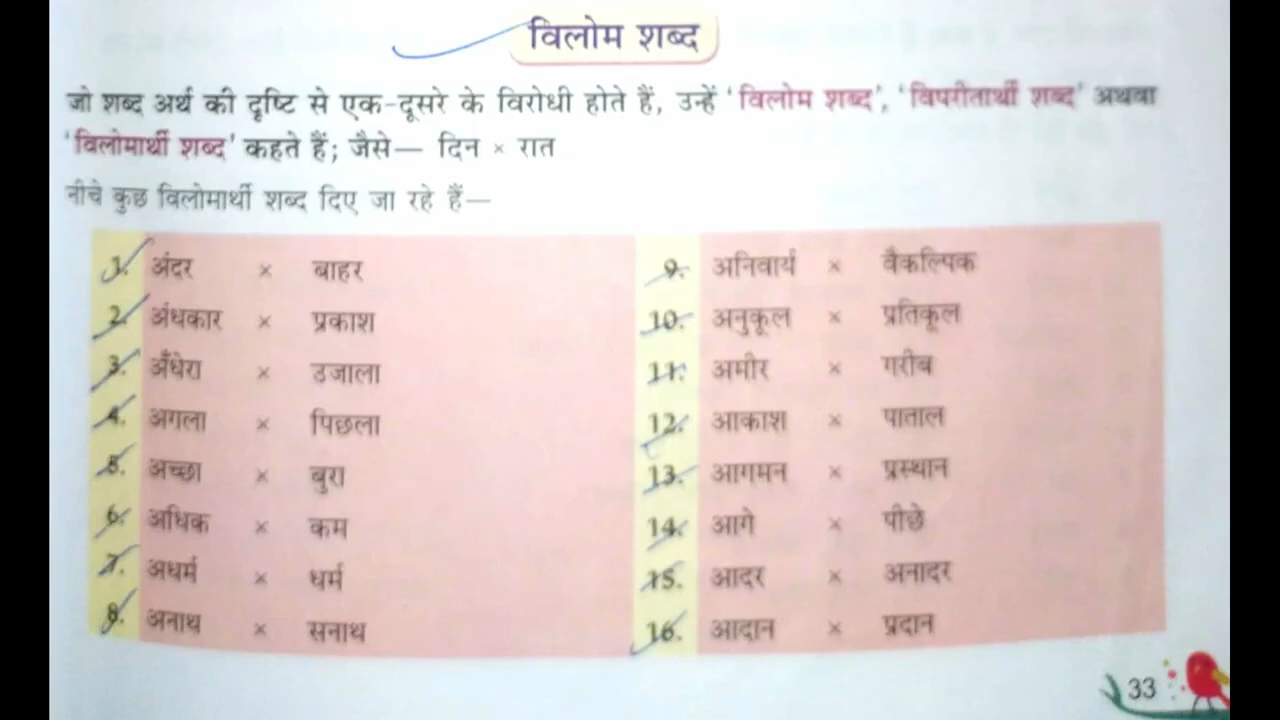 विलोम शब्द
जो शब्द अर्थ की दृष्टि से एक-दूसरे के विरोधी होते हैं, उन्हें 'विलोम शब्द', 'विपरीतार्थी शब्द' अथवा
'विलोमार्थी शब्द' कहते हैं; जैसे— दिन × रात
नीचे कुछ विलोमार्थी शब्द दिए जा रहे हैं—
1. अंदर × बाहर
2. अंधकार × प्रकाश
3. अँधेरा × उजाला
4. अगला × पिछला
5. अच्छा × बुरा
6. अधिक × कम
7. अधर्म × धर्म
8. अनाथ × सनाथ
9. अनिवार्य × वैकल्पिक
10. अनुकूल × प्रतिकूल
11. अमीर × गरीब
12. आकाश × पाताल
13. आगमन × प्रस्थान
14. आगे × पीछे
15. आदर × अनादर
16. आदान × प्रदान
33